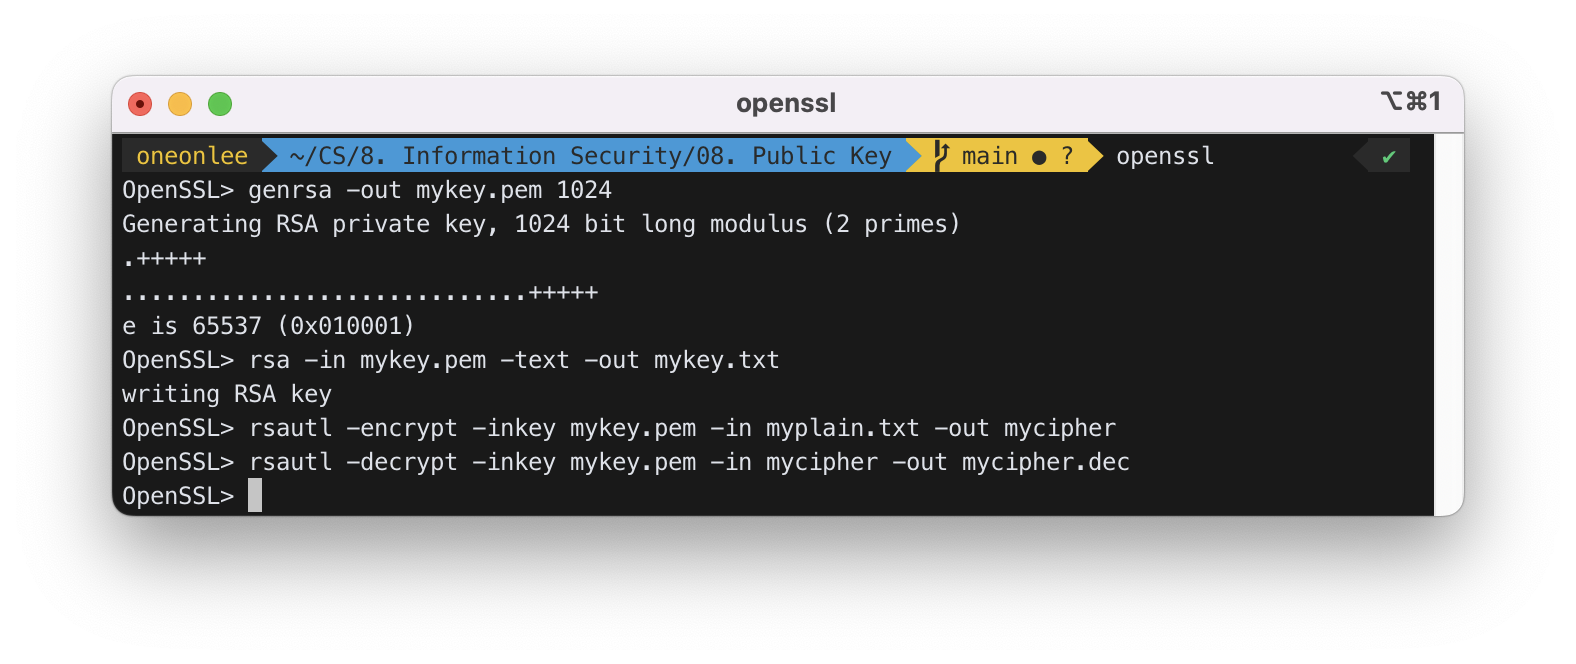 openssl ⌥⌘1
oneonlee ~/CS/8. Information Security/08. Public Key main ● ? openssl ✔
OpenSSL> genrsa -out mykey.pem 1024
Generating RSA private key, 1024 bit long modulus (2 primes)
.+++++
.............................+++++
e is 65537 (0x010001)
OpenSSL> rsa -in mykey.pem -text -out mykey.txt
writing RSA key
OpenSSL> rsautl -encrypt -inkey mykey.pem -in myplain.txt -out mycipher
OpenSSL> rsautl -decrypt -inkey mykey.pem -in mycipher -out mycipher.dec
OpenSSL>